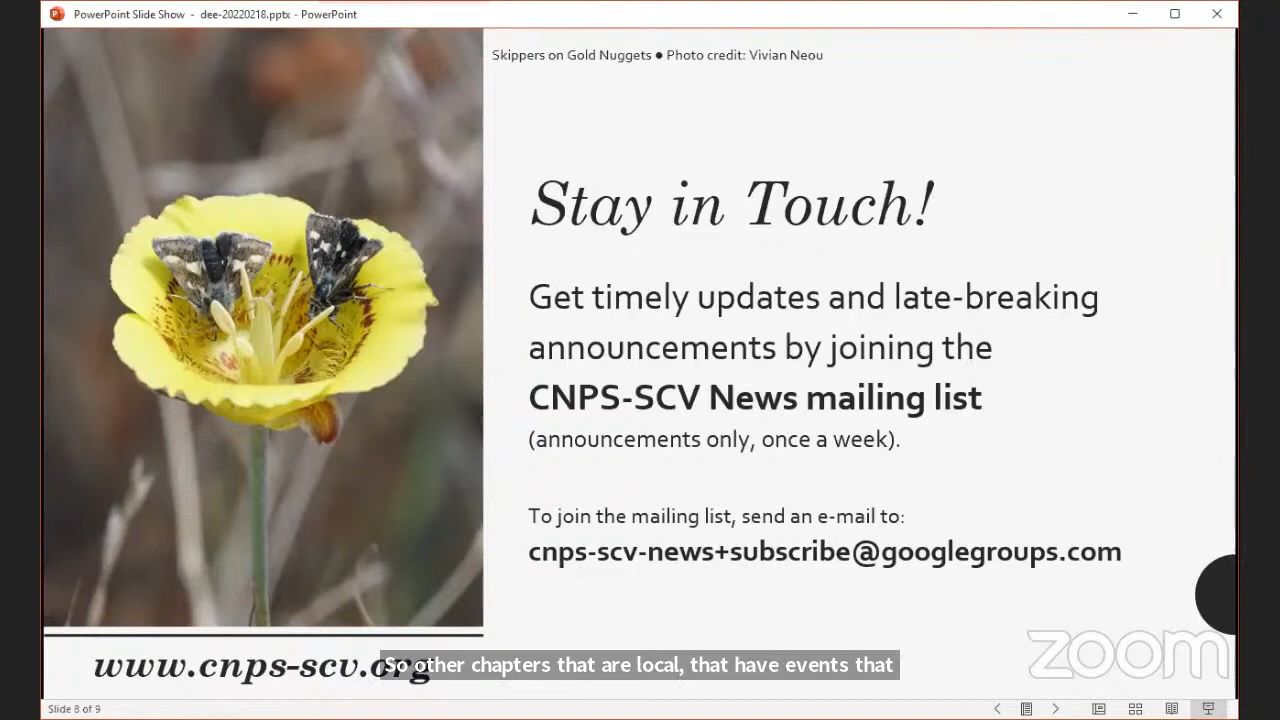 PowerPoint Slide Show - dee-20220218.pptx - PowerPoint
Skippers on Gold Nuggets ● Photo credit: Vivian Neou
Stay in Touch!
Get timely updates and late-breaking
announcements by joining the
CNPS-SCV News mailing list
(announcements only, once a week).
To join the mailing list, send an e-mail to:
cnps-scv-news+subscribe@googlegroups.com
www.cnps-scv.org
So other chapters that are local, that have events that
zoom
Slide 8 of 9